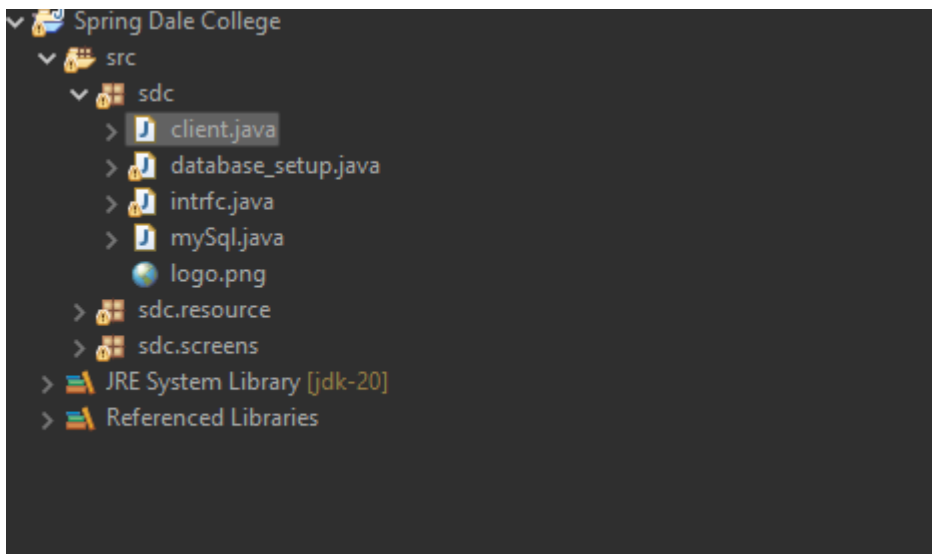 Spring Dale College
src
sdc
client.java
database_setup.java
intrfc.java
mySql.java
logo.png
sdc.resource
sdc.screens
JRE System Library [jdk-20]
Referenced Libraries